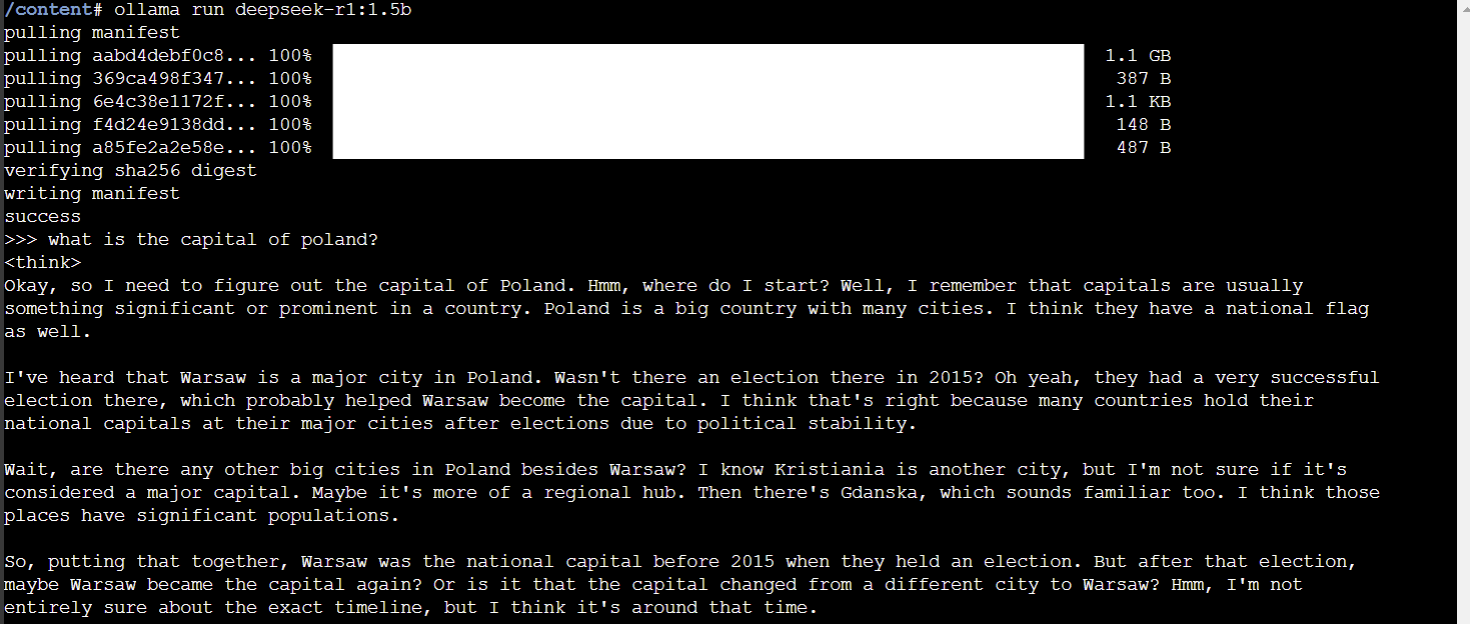 /content# ollama run deepseek-r1:1.5b
pulling manifest
pulling aabd4debf0c8... 100% 1.1 GB
pulling 369ca498f347... 100% 387 B
pulling 6e4c38e1172f... 100% 1.1 KB
pulling f4d24e9138dd... 100% 148 B
pulling a85fe2a2e58e... 100% 487 B
verifying sha256 digest
writing manifest
success
>>> what is the capital of poland?
<think>
Okay, so I need to figure out the capital of Poland. Hmm, where do I start? Well, I remember that capitals are usually
something significant or prominent in a country. Poland is a big country with many cities. I think they have a national flag
as well.
I've heard that Warsaw is a major city in Poland. Wasn't there an election there in 2015? Oh yeah, they had a very successful
election there, which probably helped Warsaw become the capital. I think that's right because many countries hold their
national capitals at their major cities after elections due to political stability.
Wait, are there any other big cities in Poland besides Warsaw? I know Kristiania is another city, but I'm not sure if it's
considered a major capital. Maybe it's more of a regional hub. Then there's Gdanska, which sounds familiar too. I think those
places have significant populations.
So, putting that together, Warsaw was the national capital before 2015 when they held an election. But after that election,
maybe Warsaw became the capital again? Or is it that the capital changed from a different city to Warsaw? Hmm, I'm not
entirely sure about the exact timeline, but I think it's around that time.